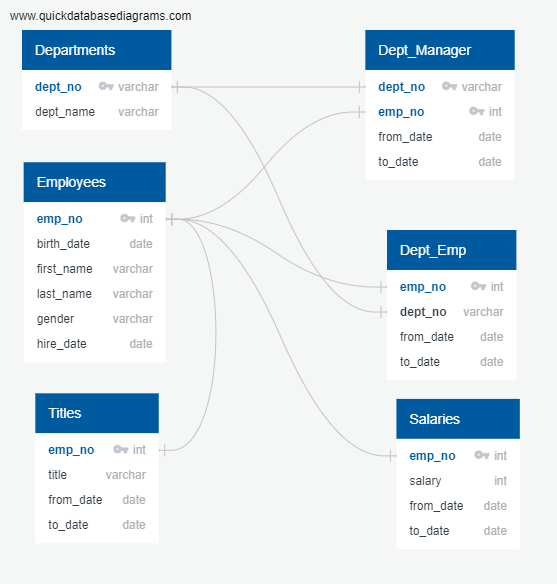 www.quickdatabasediagrams.com
Departments
dept_no varchar
dept_name varchar
Dept_Manager
dept_no varchar
emp_no int
from_date date
to_date date
Employees
emp_no int
birth_date date
first_name varchar
last_name varchar
gender varchar
hire_date date
Dept_Emp
emp_no int
dept_no varchar
from_date date
to_date date
Titles
emp_no int
title varchar
from_date date
to_date date
Salaries
emp_no int
salary int
from_date date
to_date date